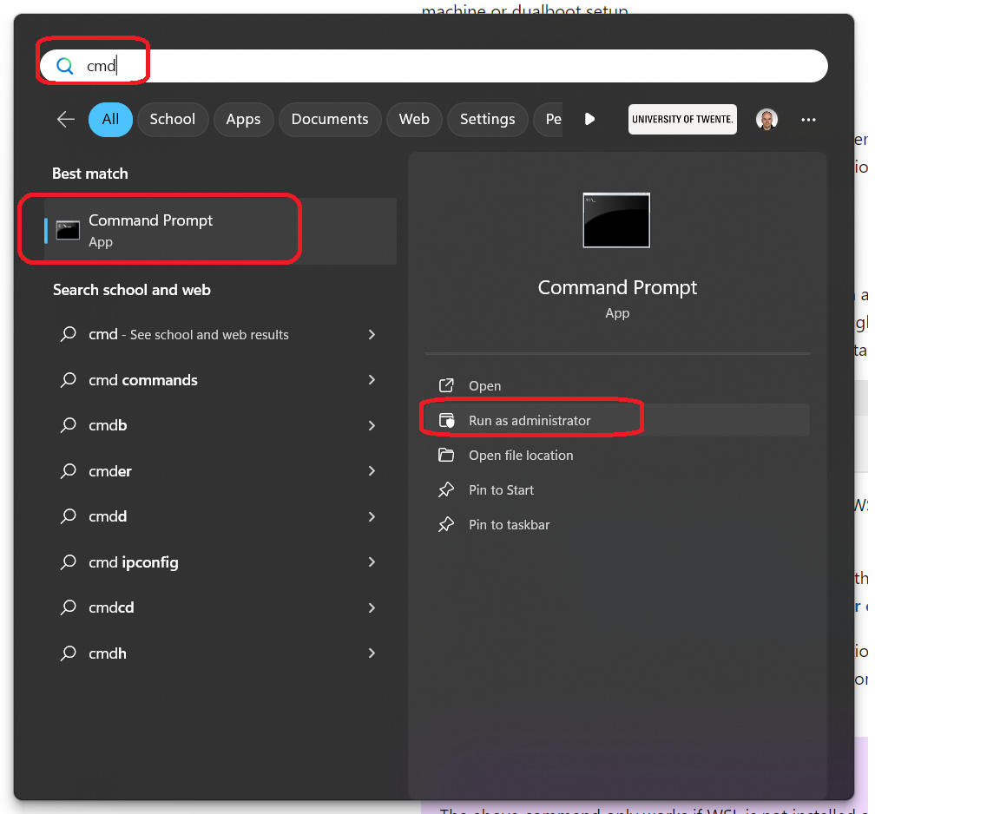 machine or dualboot setup
cmd
All
School
Apps
Documents
Web
Settings
Pe
UNIVERSITY OF TWENTE.
Best match
Command Prompt
App
Search school and web
cmd - See school and web results
cmd commands
cmdb
cmder
cmdd
cmd ipconfig
cmdcd
cmdh
Command Prompt
App
Open
Run as administrator
Open file location
Pin to Start
Pin to taskbar
The above command only works if WSL is not installed